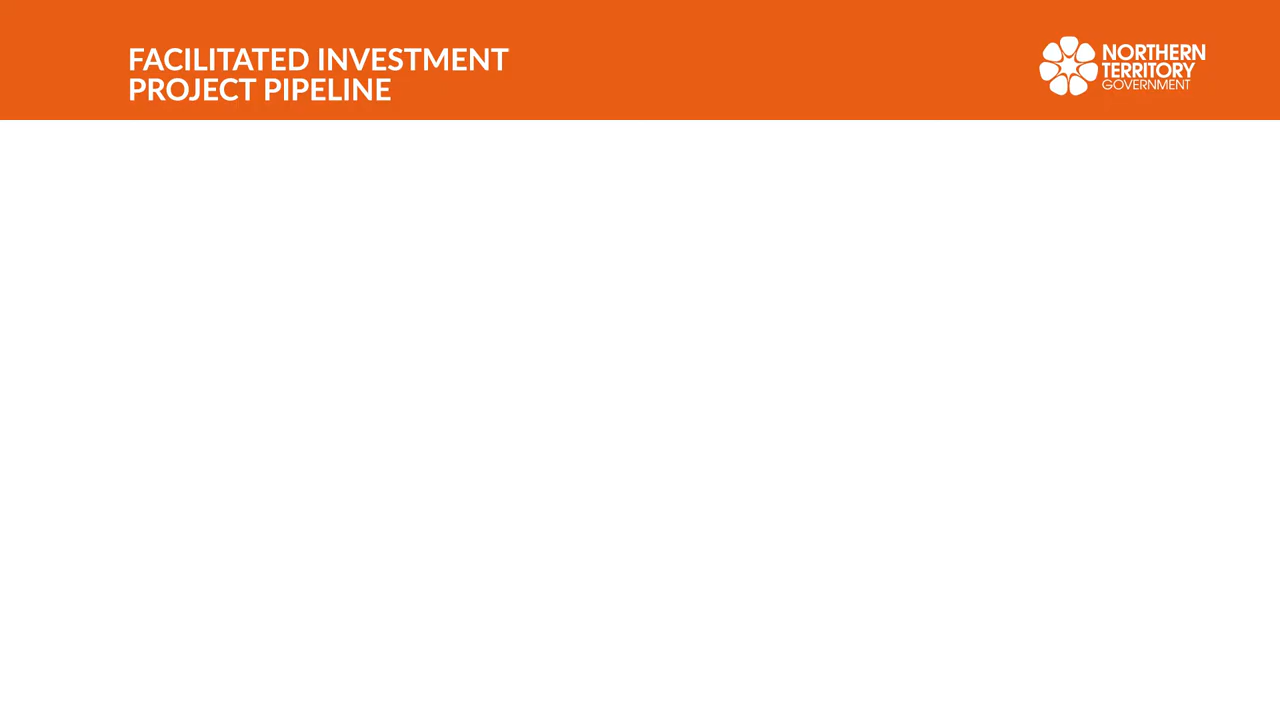 FACILITATED INVESTMENT
PROJECT PIPELINE
NORTHERN
TERRITORY
GOVERNMENT